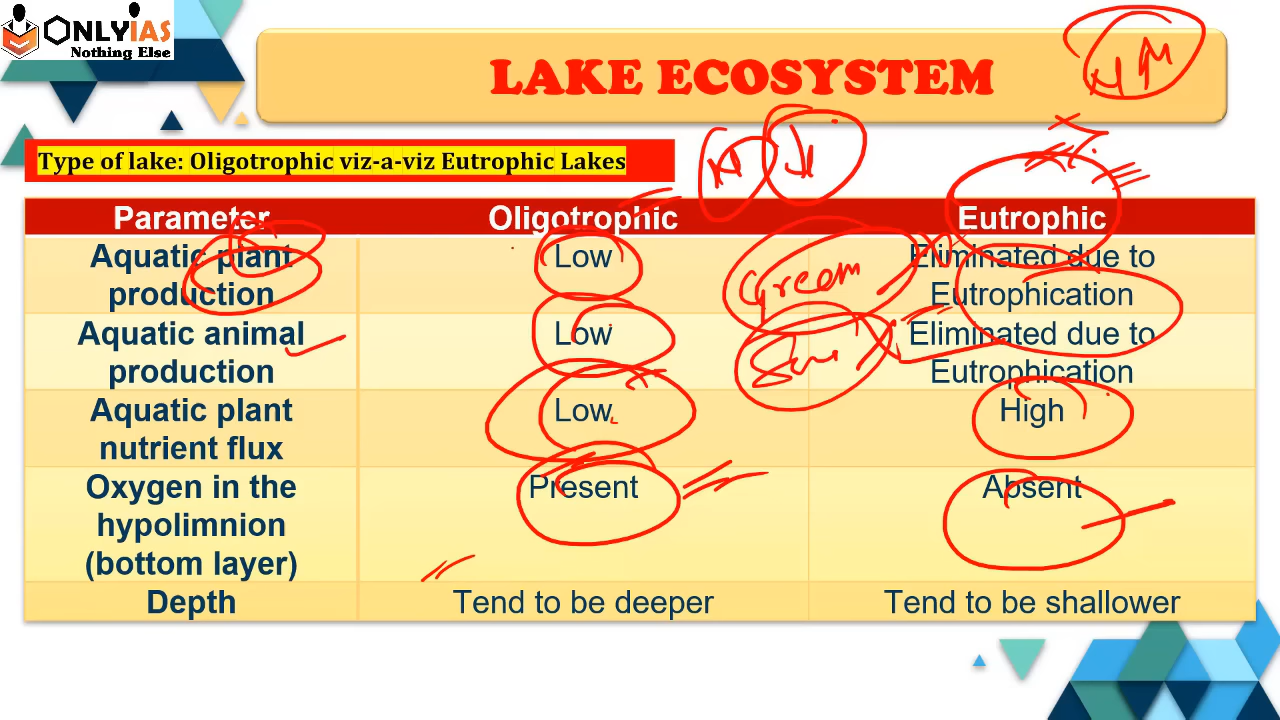 ONLYIAS
Nothing Else
LAKE ECOSYSTEM
Type of lake: Oligotrophic viz-a-viz Eutrophic Lakes
Parameter Oligotrophic Eutrophic
Aquatic plant production Low Eliminated due to Eutrophication
Aquatic animal production Low Eliminated due to Eutrophication
Aquatic plant nutrient flux Low High
Oxygen in the hypolimnion (bottom layer) Present Absent
Depth Tend to be deeper Tend to be shallower
Green